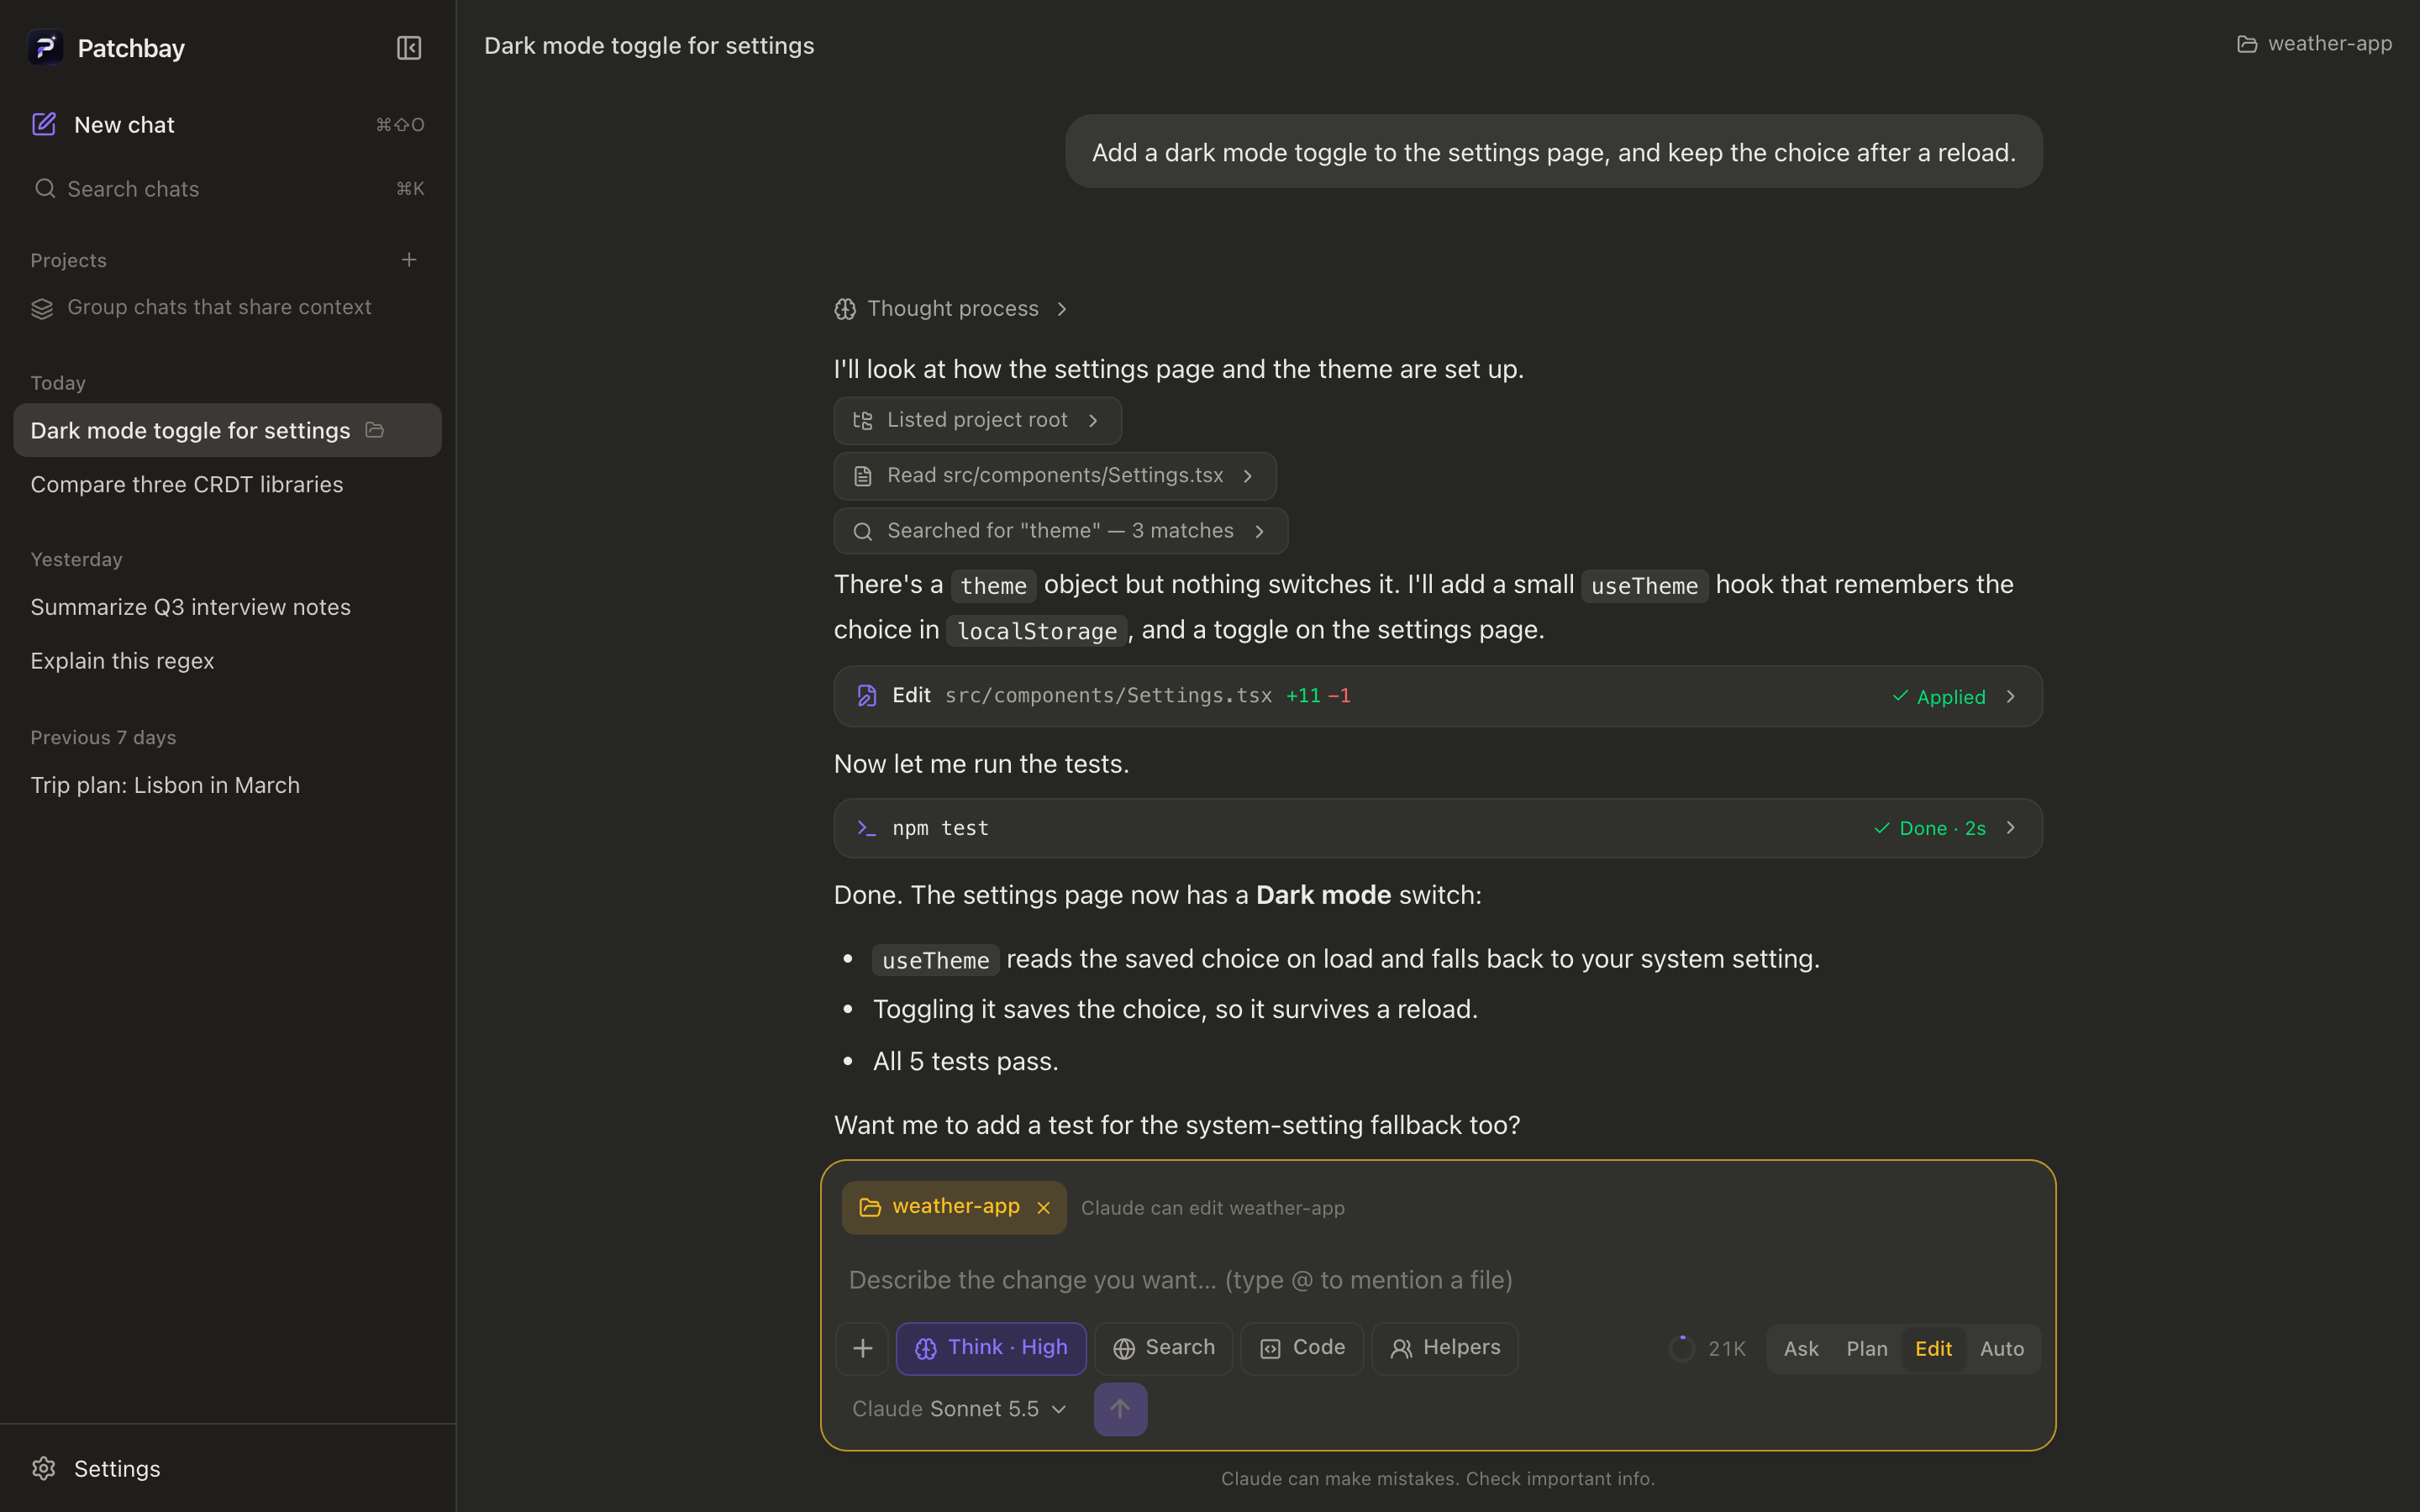 Patchbay
New chat ⌘⇧O
Search chats ⌘K
Projects
Group chats that share context
Today
Dark mode toggle for settings
Compare three CRDT libraries
Yesterday
Summarize Q3 interview notes
Explain this regex
Previous 7 days
Trip plan: Lisbon in March
Settings
Dark mode toggle for settings
weather-app
Add a dark mode toggle to the settings page, and keep the choice after a reload.
Thought process
I'll look at how the settings page and the theme are set up.
Listed project root
Read src/components/Settings.tsx
Searched for "theme" — 3 matches
There's a theme object but nothing switches it. I'll add a small useTheme hook that remembers the
choice in localStorage, and a toggle on the settings page.
Edit src/components/Settings.tsx +11 −1 Applied
Now let me run the tests.
npm test Done · 2s
Done. The settings page now has a Dark mode switch:
• useTheme reads the saved choice on load and falls back to your system setting.
• Toggling it saves the choice, so it survives a reload.
• All 5 tests pass.
Want me to add a test for the system-setting fallback too?
weather-app × Claude can edit weather-app
Describe the change you want... (type @ to mention a file)
Think · High Search Code Helpers 21K Ask Plan Edit Auto
Claude Sonnet 5.5
Claude can make mistakes. Check important info.